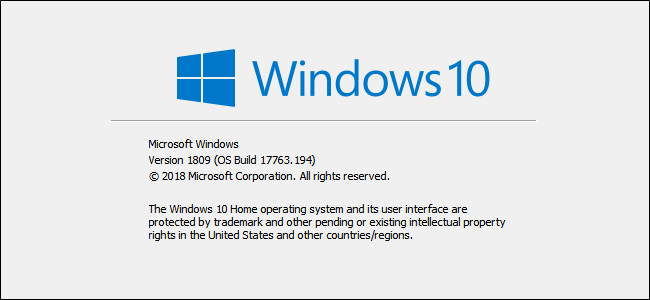 Windows 10
Microsoft Windows
Version 1809 (OS Build 17763.194)
© 2018 Microsoft Corporation. All rights reserved.
The Windows 10 Home operating system and its user interface are
protected by trademark and other pending or existing intellectual property
rights in the United States and other countries/regions.